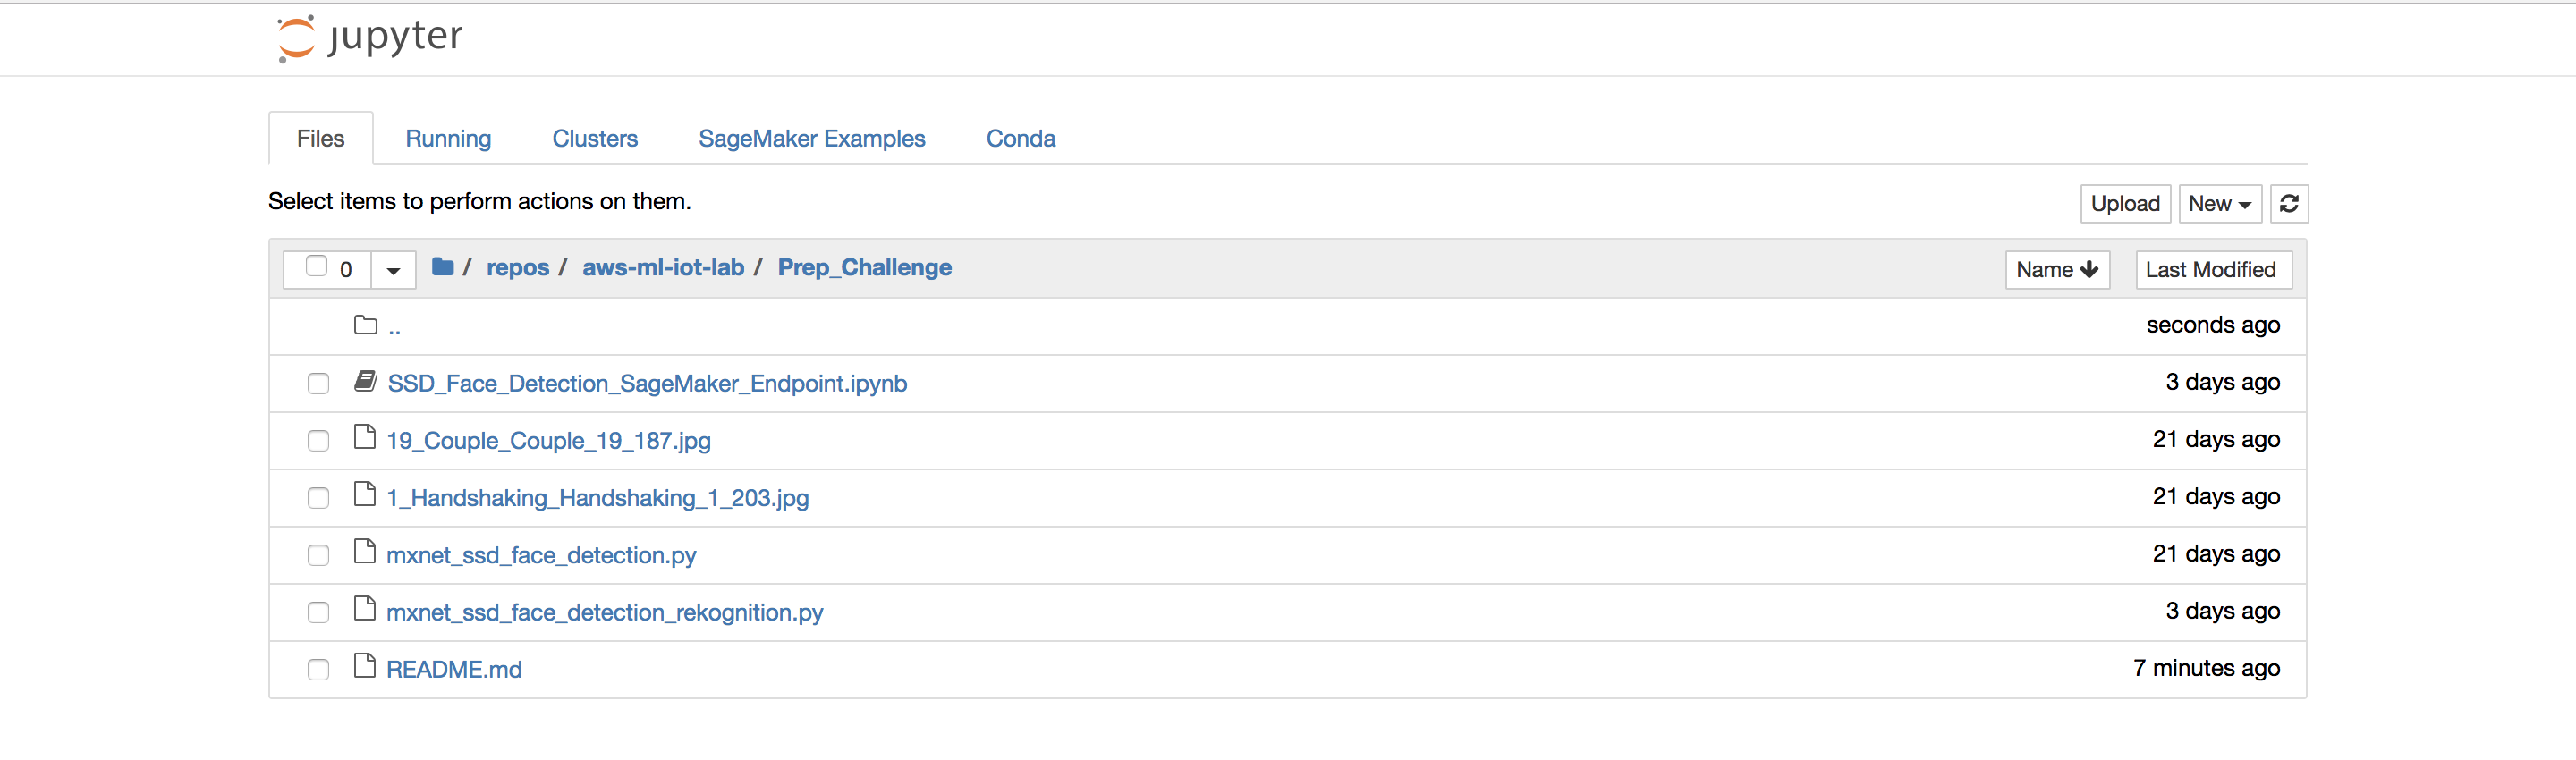 jupyter
Files Running Clusters SageMaker Examples Conda
Select items to perform actions on them. Upload New
0 / repos / aws-ml-iot-lab / Prep_Challenge Name Last Modified
.. seconds ago
SSD_Face_Detection_SageMaker_Endpoint.ipynb 3 days ago
19_Couple_Couple_19_187.jpg 21 days ago
1_Handshaking_Handshaking_1_203.jpg 21 days ago
mxnet_ssd_face_detection.py 21 days ago
mxnet_ssd_face_detection_rekognition.py 3 days ago
README.md 7 minutes ago